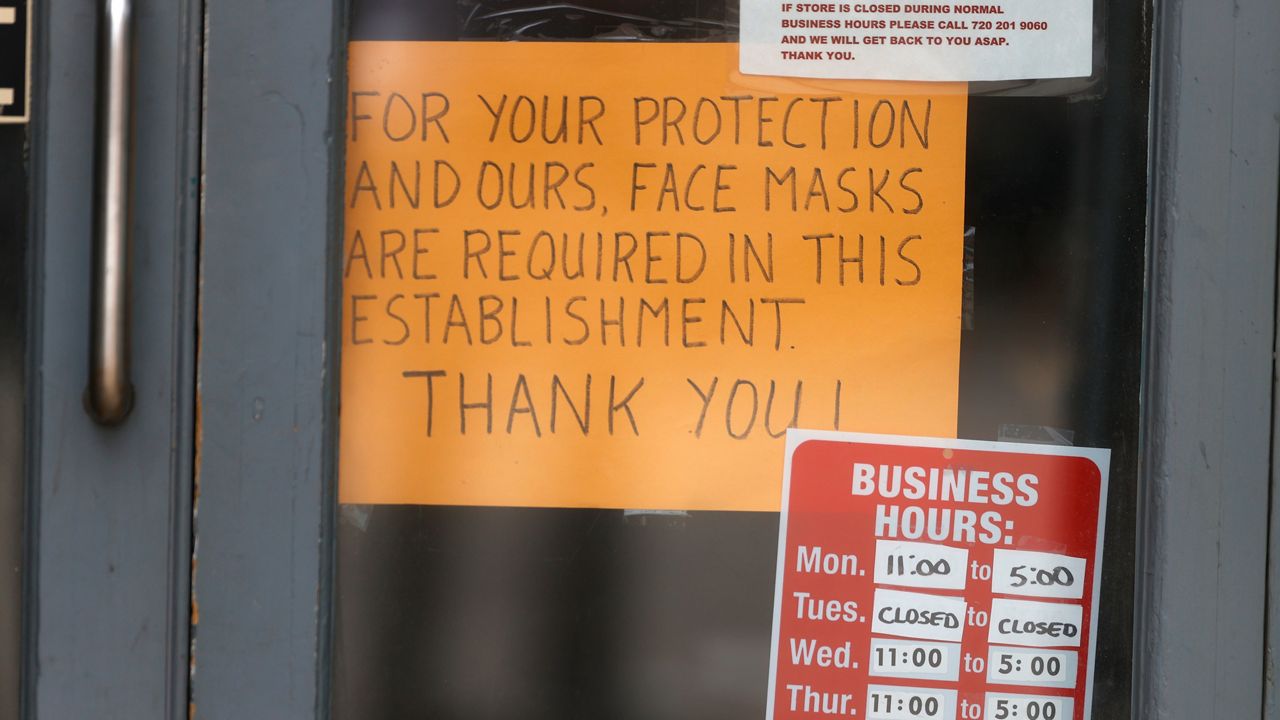 IF STORE IS CLOSED DURING NORMAL
BUSINESS HOURS PLEASE CALL 720 201 9060
AND WE WILL GET BACK TO YOU ASAP.
THANK YOU.
FOR YOUR PROTECTION
AND OURS, FACE MASKS
ARE REQUIRED IN THIS
ESTABLISHMENT.
THANK YOU!
BUSINESS
HOURS:
Mon. 11:00 to 5:00
Tues. CLOSED to CLOSED
Wed. 11:00 to 5:00
Thur. 11:00 to 5:00